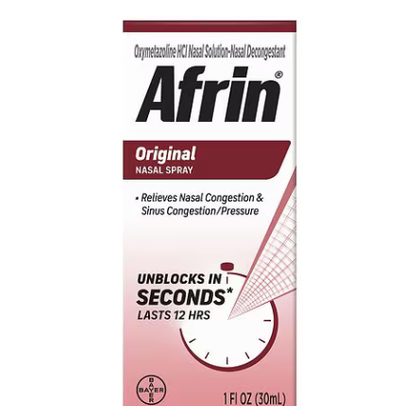 Oxymetazoline HCl Nasal Solution-Nasal Decongestant
Afrin®
Original
NASAL SPRAY
• Relieves Nasal Congestion &
Sinus Congestion/Pressure
UNBLOCKS IN
SECONDS*
LASTS 12 HRS
BAYER
BAYER
1 Fl OZ (30mL)